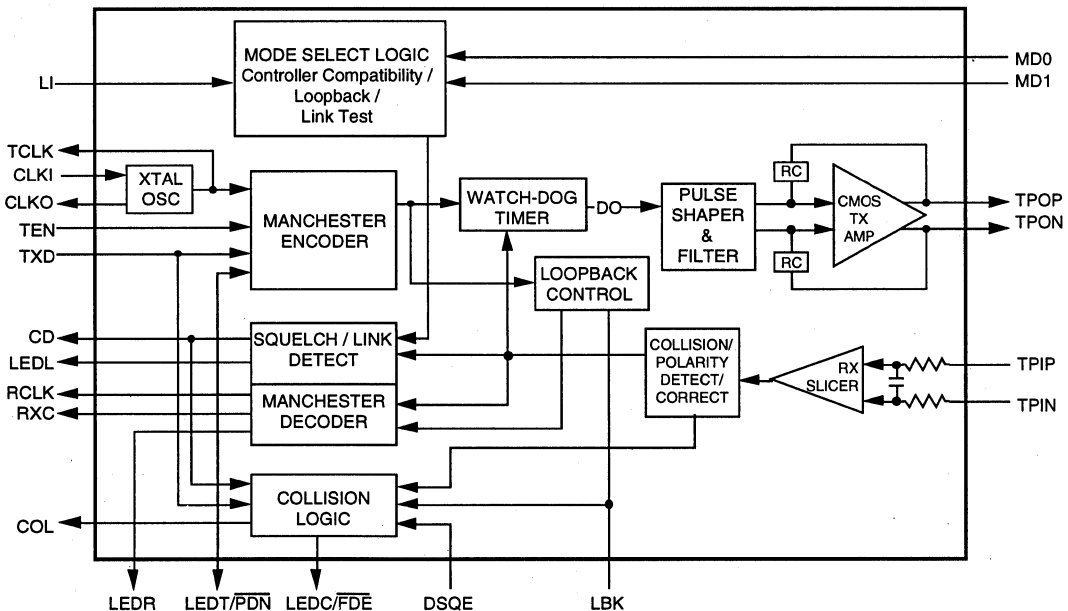 MODE SELECT LOGIC
Controller Compatibility /
Loopback /
Link Test
LI
MD0
MD1
TCLK
CLKI
CLKO
XTAL
OSC
TEN
TXD
MANCHESTER
ENCODER
WATCH-DOG
TIMER
DO
PULSE
SHAPER
&
FILTER
RC
CMOS
TX
AMP
RC
TPOP
TPON
LOOPBACK
CONTROL
CD
LEDL
SQUELCH / LINK
DETECT
COLLISION/
POLARITY
DETECT/
CORRECT
RX
SLICER
TPIP
TPIN
RCLK
RXC
MANCHESTER
DECODER
COLLISION
LOGIC
COL
LEDR
LEDT/P̅D̅N̅
LEDC/F̅D̅E̅
DSQE
LBK